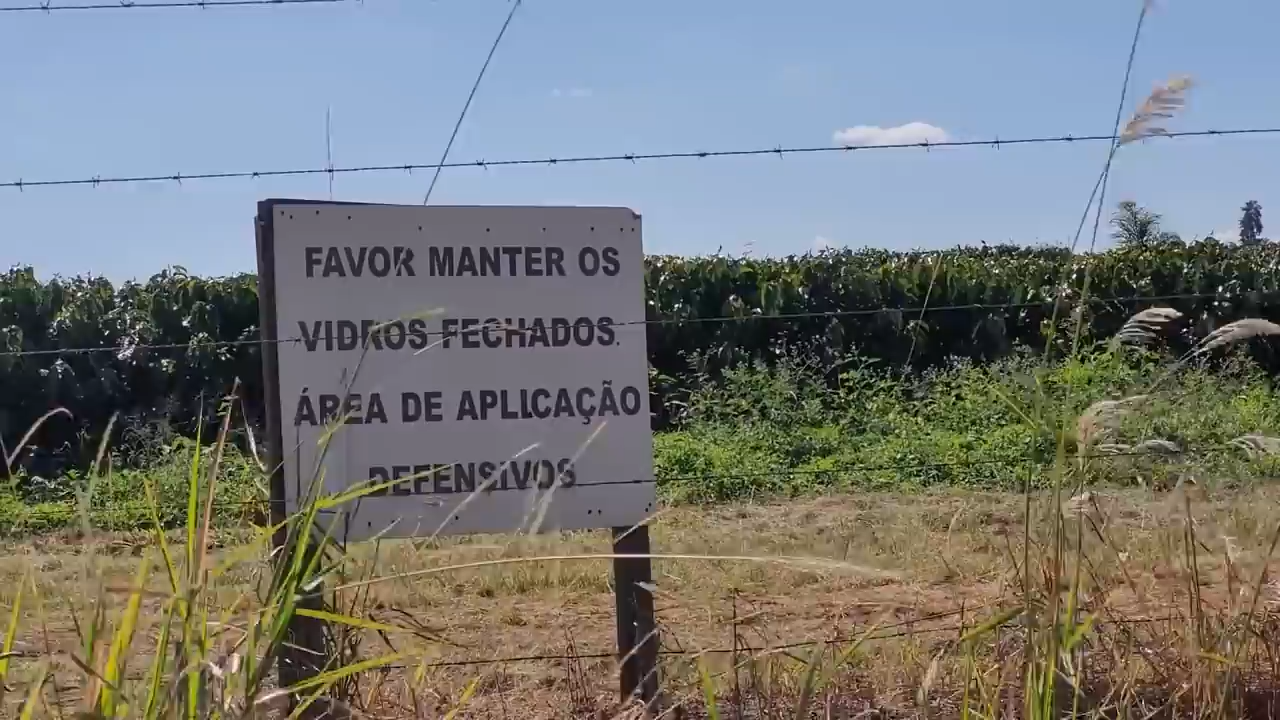 FAVOR MANTER OS
VIDROS FECHADOS.
ÁREA DE APLICAÇÃO
DEFENSIVOS